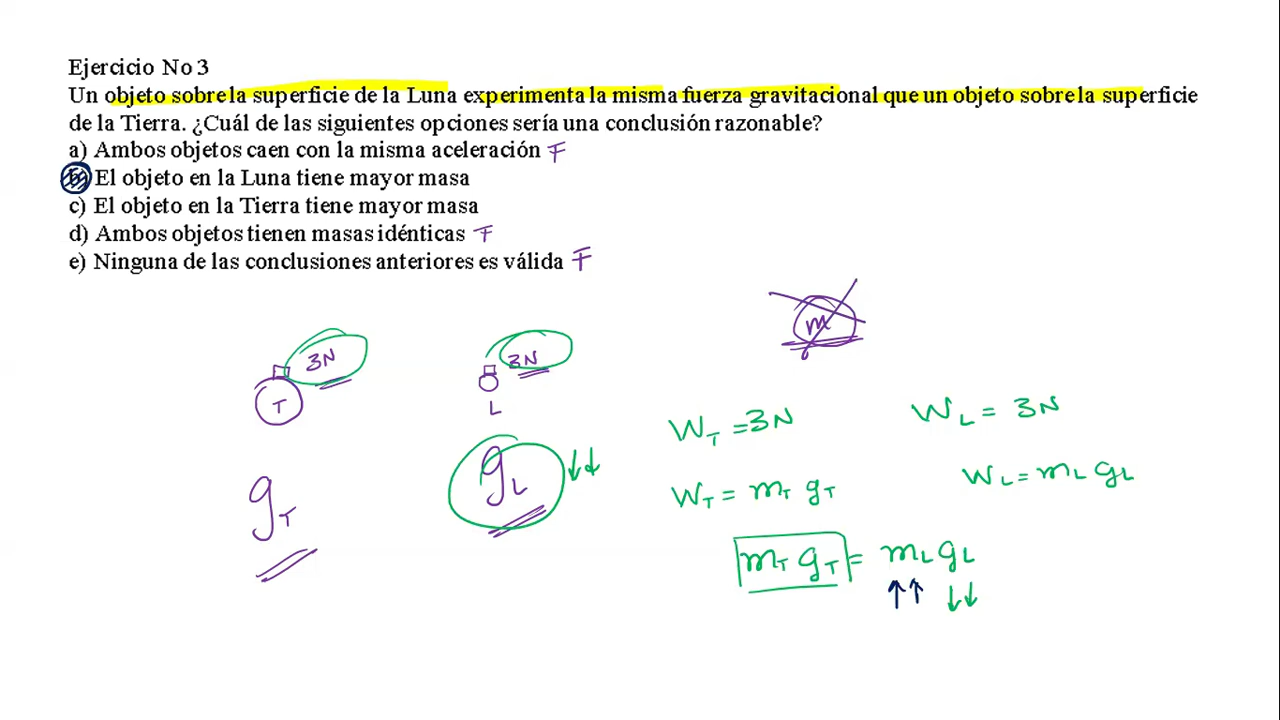 Ejercicio No 3
Un objeto sobre la superficie de la Luna experimenta la misma fuerza gravitacional que un objeto sobre la superficie
de la Tierra. ¿Cuál de las siguientes opciones sería una conclusión razonable?
a) Ambos objetos caen con la misma aceleración F
b) El objeto en la Luna tiene mayor masa
c) El objeto en la Tierra tiene mayor masa
d) Ambos objetos tienen masas idénticas F
e) Ninguna de las conclusiones anteriores es válida F
m
3N 3N
T L
W_T = 3N W_L = 3N
g_T g_L ↓↓
W_T = m_T g_T W_L = m_L g_L
m_T g_T = m_L g_L
↑↑ ↓↓